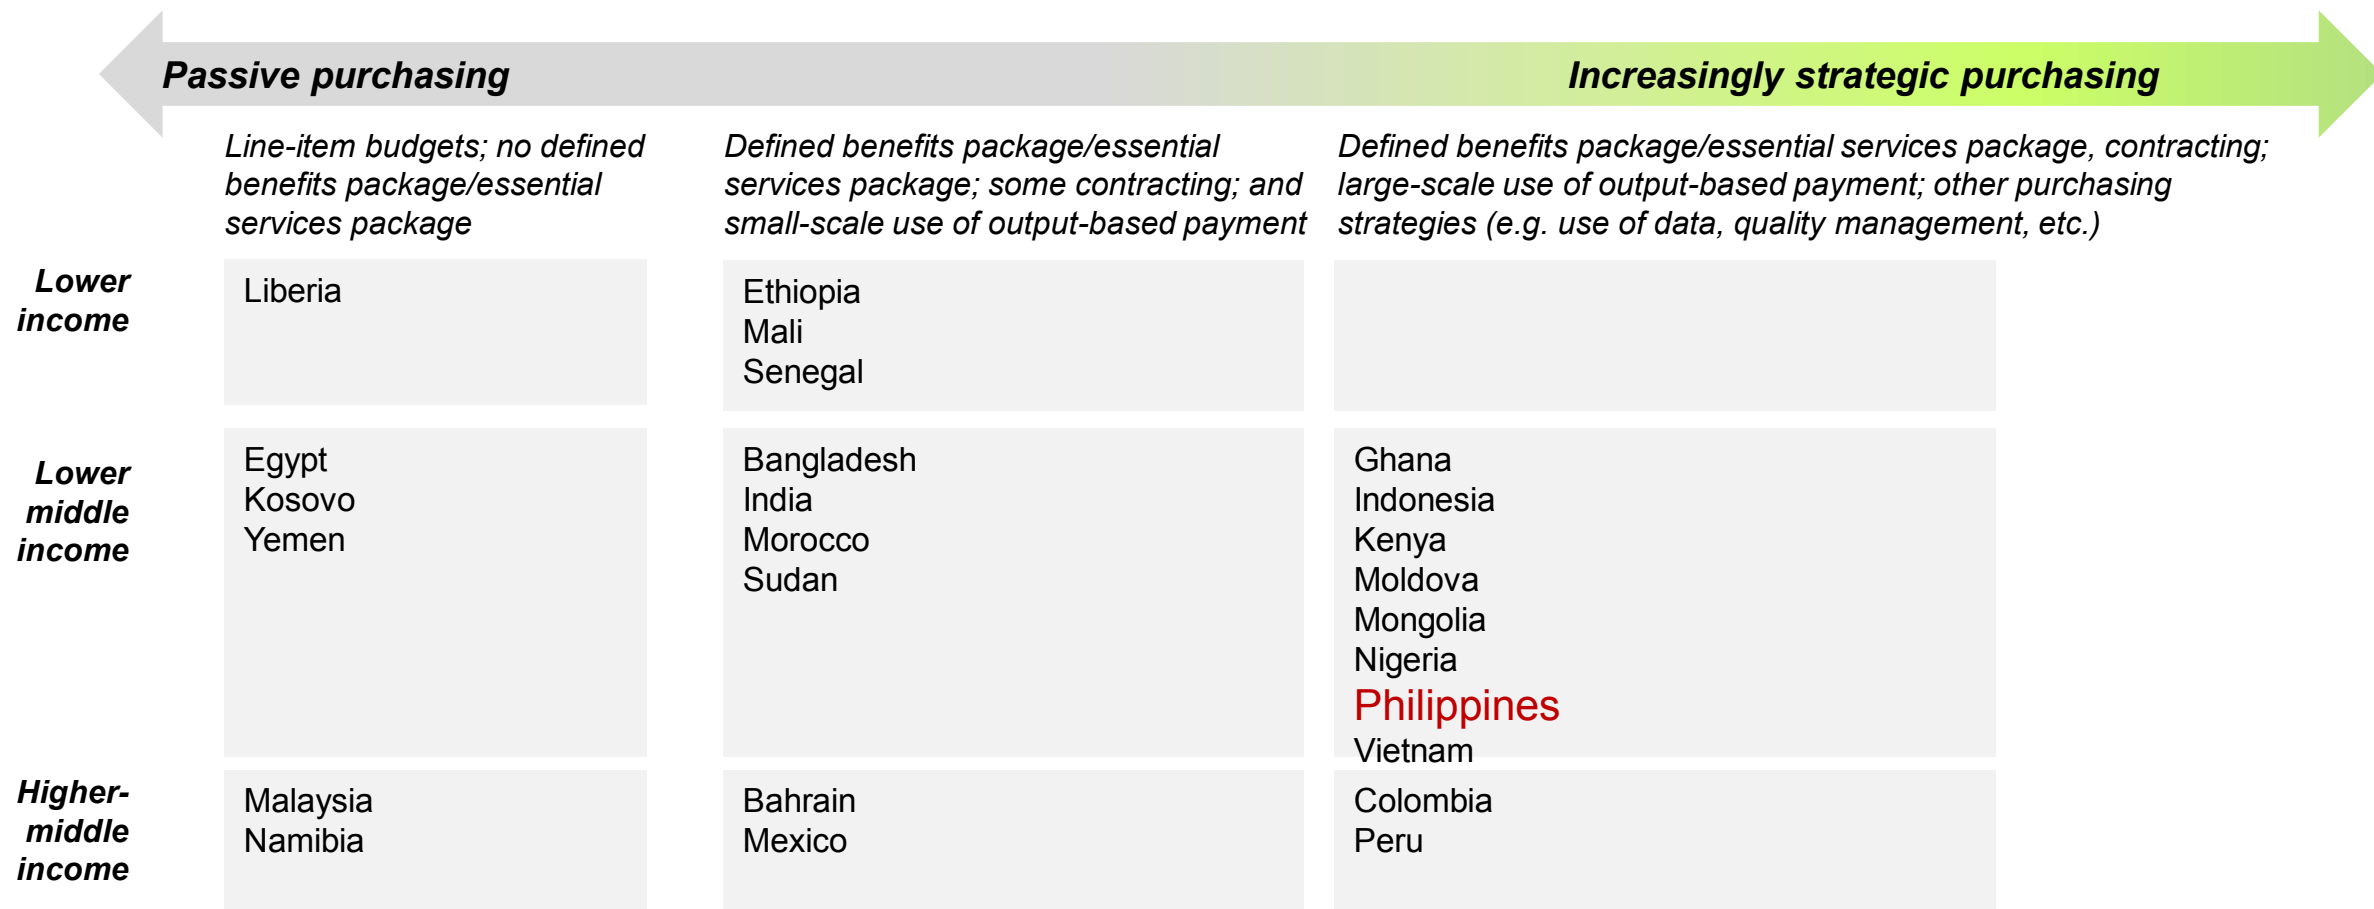 Passive purchasing
Increasingly strategic purchasing
Line-item budgets; no defined
benefits package/essential
services package
Defined benefits package/essential
services package; some contracting; and
small-scale use of output-based payment
Defined benefits package/essential services package, contracting;
large-scale use of output-based payment; other purchasing
strategies (e.g. use of data, quality management, etc.)
Lower
income
Liberia
Ethiopia
Mali
Senegal
Lower
middle
income
Egypt
Kosovo
Yemen
Bangladesh
India
Morocco
Sudan
Ghana
Indonesia
Kenya
Moldova
Mongolia
Nigeria
Philippines
Vietnam
Higher-
middle
income
Malaysia
Namibia
Bahrain
Mexico
Colombia
Peru